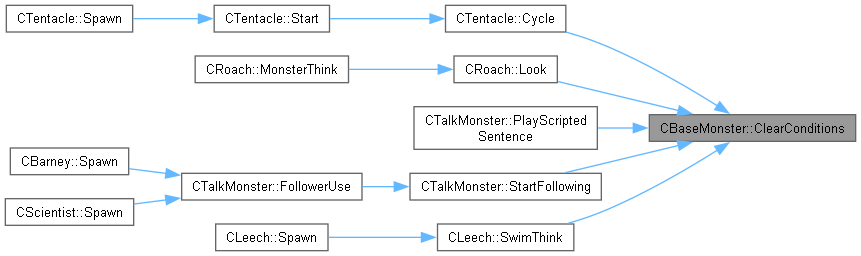 CTentacle::Spawn
CTentacle::Start
CTentacle::Cycle
CRoach::MonsterThink
CRoach::Look
CTalkMonster::PlayScripted
Sentence
CBaseMonster::ClearConditions
CBarney::Spawn
CTalkMonster::FollowerUse
CTalkMonster::StartFollowing
CScientist::Spawn
CLeech::Spawn
CLeech::SwimThink